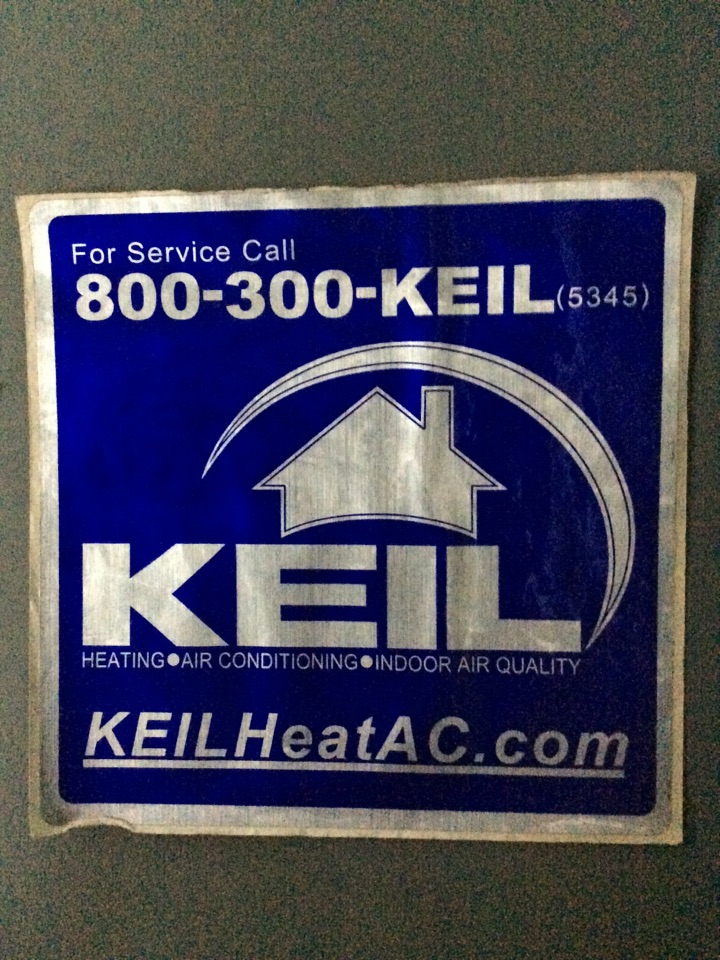 For Service Call
800-300-KEIL(5345)
KEIL
HEATING●AIR CONDITIONING●INDOOR AIR QUALITY
KEILHeatAC.com